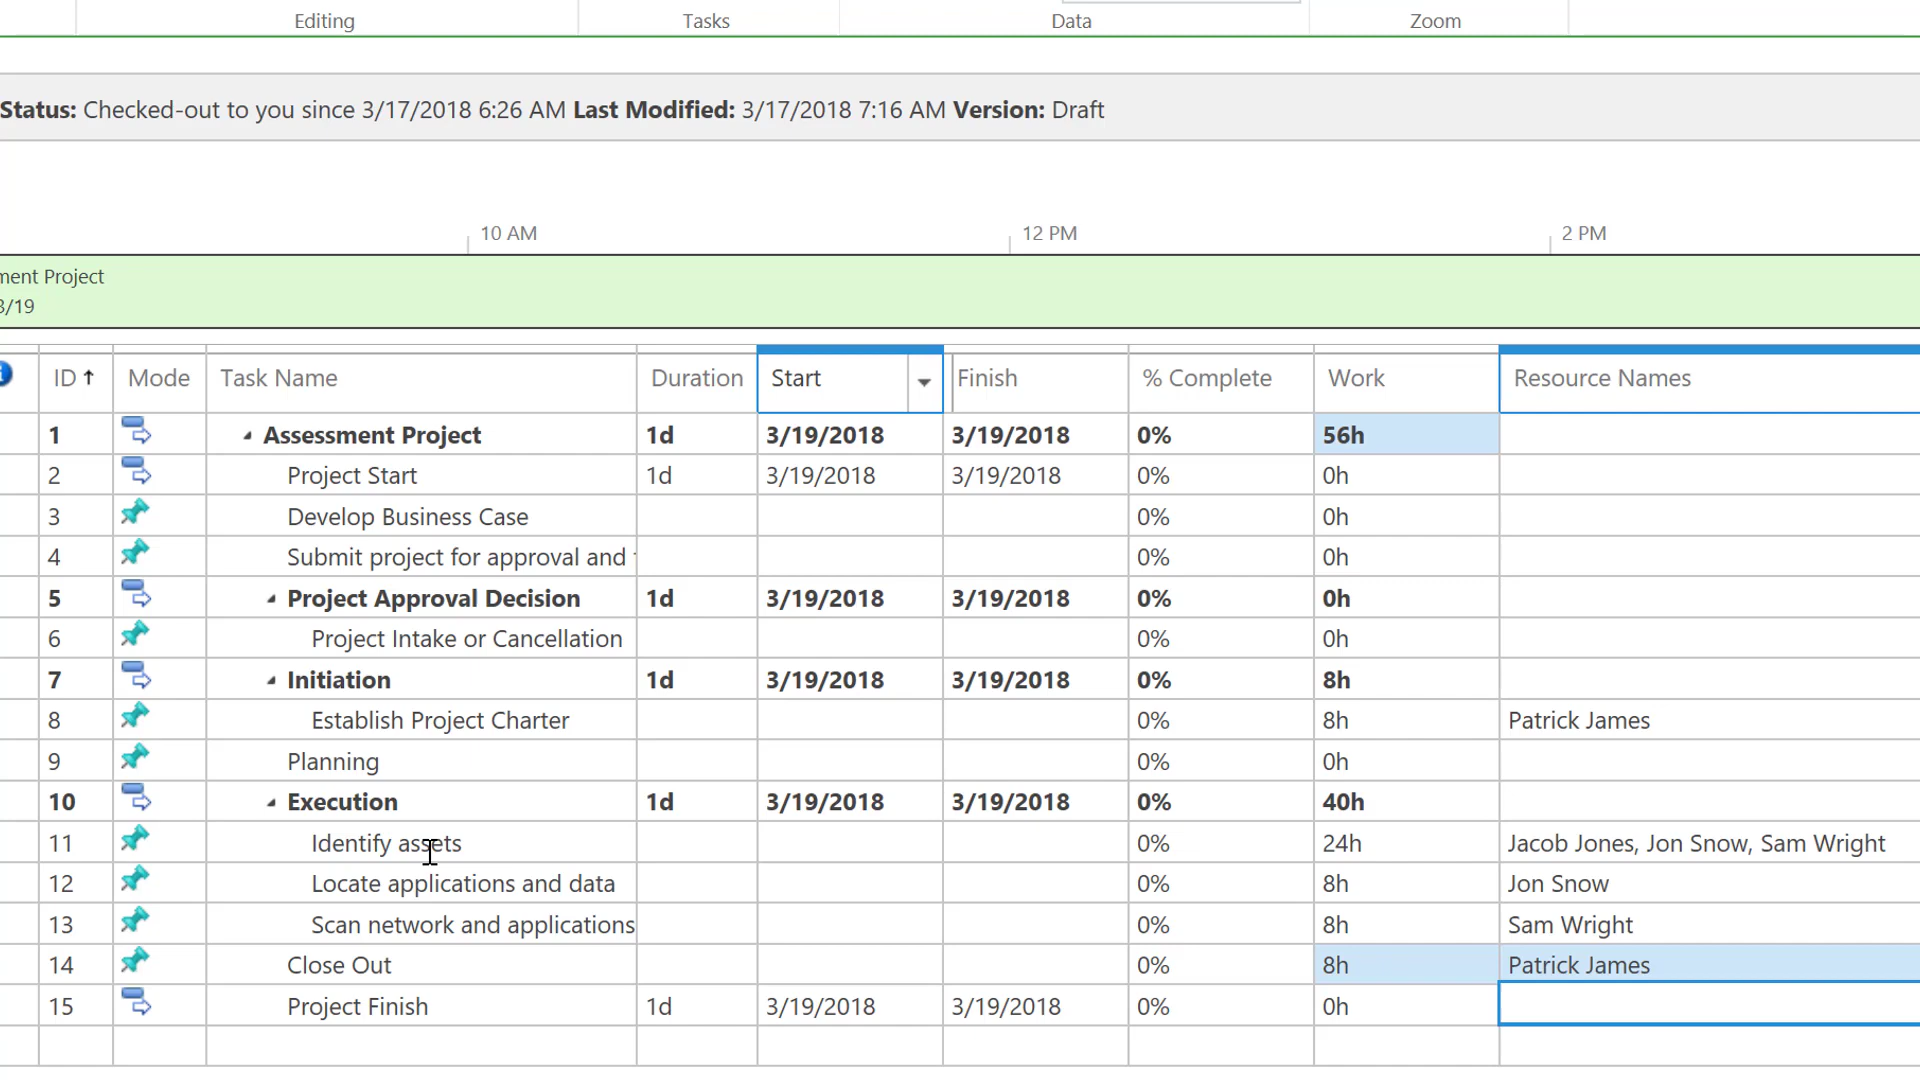 Editing Tasks Data Zoom
Status: Checked-out to you since 3/17/2018 6:26 AM Last Modified: 3/17/2018 7:16 AM Version: Draft
10 AM 12 PM 2 PM
ment Project
3/19
ID Mode Task Name Duration Start Finish % Complete Work Resource Names
1 Assessment Project 1d 3/19/2018 3/19/2018 0% 56h
2 Project Start 1d 3/19/2018 3/19/2018 0% 0h
3 Develop Business Case 0% 0h
4 Submit project for approval and 0% 0h
5 Project Approval Decision 1d 3/19/2018 3/19/2018 0% 0h
6 Project Intake or Cancellation 0% 0h
7 Initiation 1d 3/19/2018 3/19/2018 0% 8h
8 Establish Project Charter 0% 8h Patrick James
9 Planning 0% 0h
10 Execution 1d 3/19/2018 3/19/2018 0% 40h
11 Identify assets 0% 24h Jacob Jones, Jon Snow, Sam Wright
12 Locate applications and data 0% 8h Jon Snow
13 Scan network and applications 0% 8h Sam Wright
14 Close Out 0% 8h Patrick James
15 Project Finish 1d 3/19/2018 3/19/2018 0% 0h